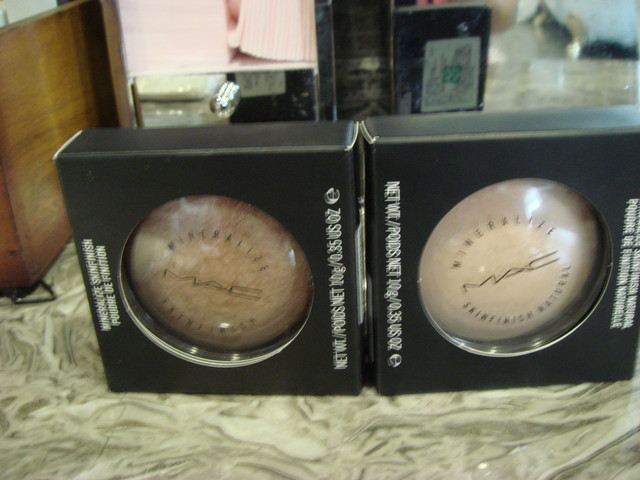 MINERALIZE SKINFINISH
POUDRE DE FINITION
MINERALIZE
MAC
SKINFINISH
NET WT./POIDS NET 10g/0.35 US OZ e
NET WT./POIDS NET 10g/0.35 US OZ e
MINERALIZE
MAC
SKINFINISH NATURAL
POUDRE DE FINITION